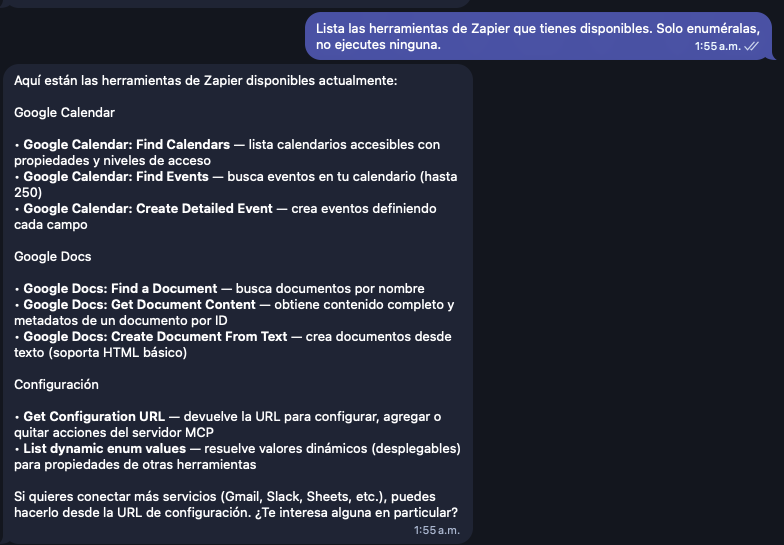 Lista las herramientas de Zapier que tienes disponibles. Solo enuméralas,
no ejecutes ninguna.
1:55 a.m.
Aquí están las herramientas de Zapier disponibles actualmente:
Google Calendar
• Google Calendar: Find Calendars — lista calendarios accesibles con
propiedades y niveles de acceso
• Google Calendar: Find Events — busca eventos en tu calendario (hasta
250)
• Google Calendar: Create Detailed Event — crea eventos definiendo
cada campo
Google Docs
• Google Docs: Find a Document — busca documentos por nombre
• Google Docs: Get Document Content — obtiene contenido completo y
metadatos de un documento por ID
• Google Docs: Create Document From Text — crea documentos desde
texto (soporta HTML básico)
Configuración
• Get Configuration URL — devuelve la URL para configurar, agregar o
quitar acciones del servidor MCP
• List dynamic enum values — resuelve valores dinámicos (desplegables)
para propiedades de otras herramientas
Si quieres conectar más servicios (Gmail, Slack, Sheets, etc.), puedes
hacerlo desde la URL de configuración. ¿Te interesa alguna en particular?
1:55 a.m.